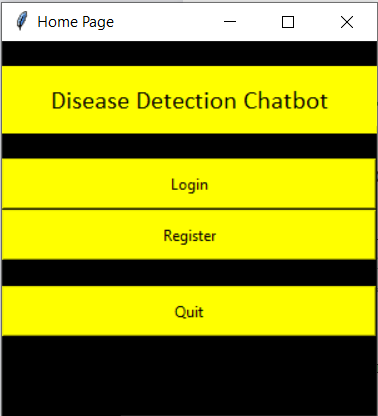 Home Page
Disease Detection Chatbot
Login
Register
Quit